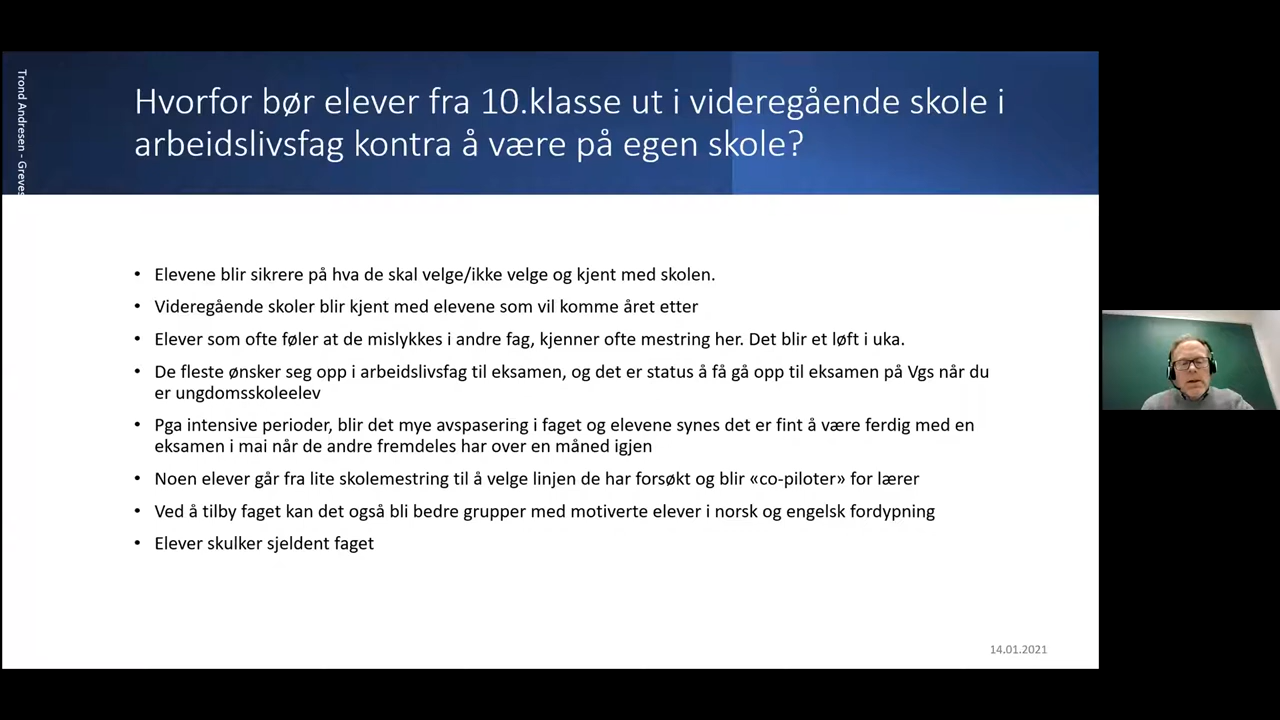 Trond Andresen - Greves
Hvorfor bør elever fra 10.klasse ut i videregående skole i
arbeidslivsfag kontra å være på egen skole?
• Elevene blir sikrere på hva de skal velge/ikke velge og kjent med skolen.
• Videregående skoler blir kjent med elevene som vil komme året etter
• Elever som ofte føler at de mislykkes i andre fag, kjenner ofte mestring her. Det blir et løft i uka.
• De fleste ønsker seg opp i arbeidslivsfag til eksamen, og det er status å få gå opp til eksamen på Vgs når du
er ungdomsskoleelev
• Pga intensive perioder, blir det mye avspasering i faget og elevene synes det er fint å være ferdig med en
eksamen i mai når de andre fremdeles har over en måned igjen
• Noen elever går fra lite skolemestring til å velge linjen de har forsøkt og blir «co-piloter» for lærer
• Ved å tilby faget kan det også bli bedre grupper med motiverte elever i norsk og engelsk fordypning
• Elever skulker sjeldent faget
14.01.2021